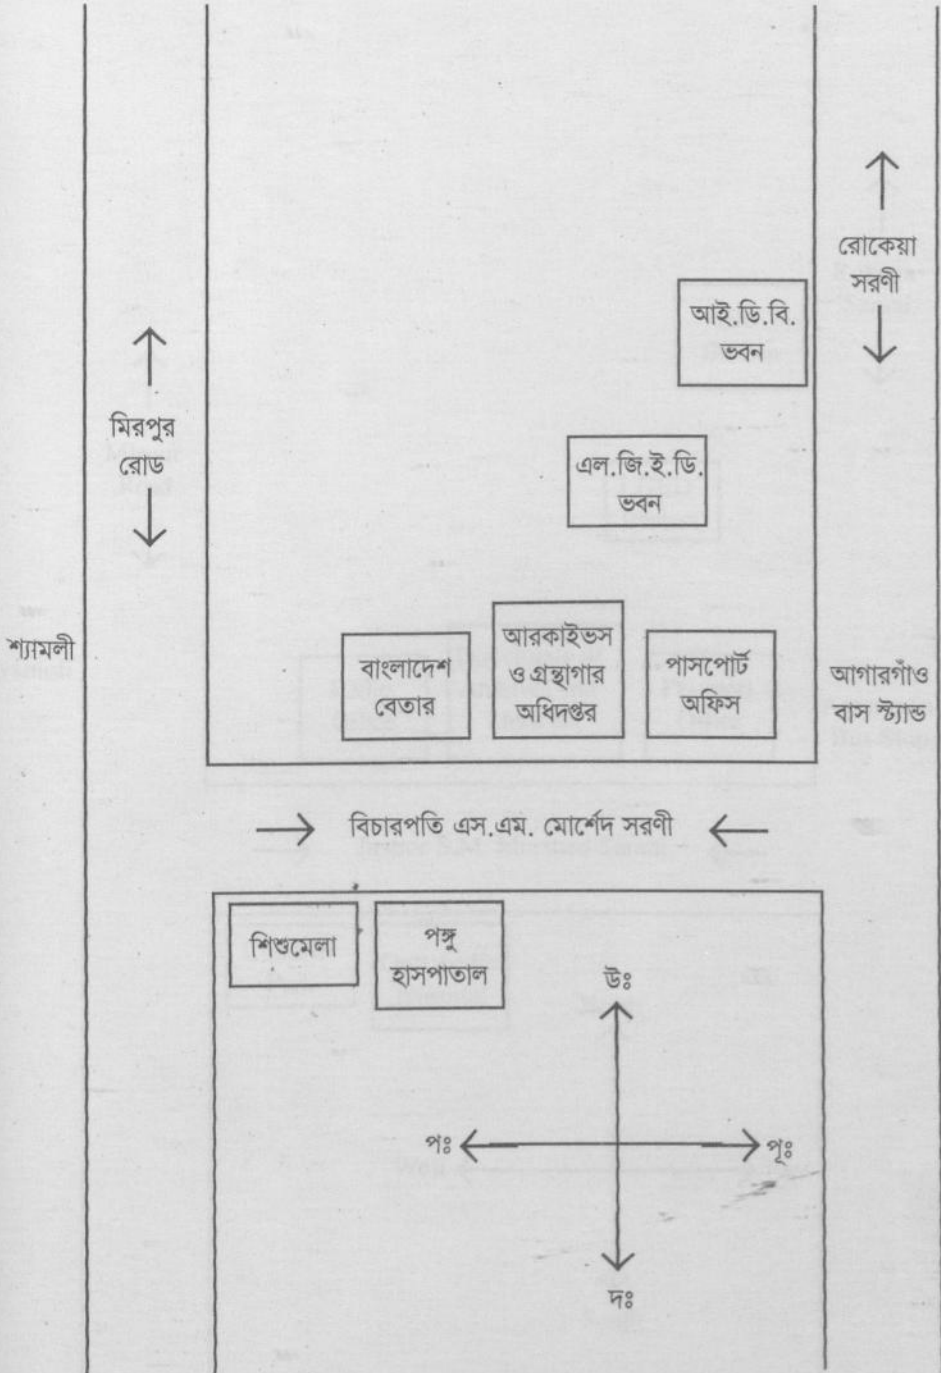 রোকেয়া
সরণী
আই.ডি.বি.
ভবন
মিরপুর
রোড
এল.জি.ই.ডি.
ভবন
শ্যামলী
বাংলাদেশ
বেতার
আরকাইভস
ও গ্রন্থাগার
অধিদপ্তর
পাসপোর্ট
অফিস
আগারগাঁও
বাস স্ট্যান্ড
বিচারপতি এস.এম. মোর্শেদ সরণী
শিশুমেলা
পঙ্গু
হাসপাতাল
উঃ
পঃ
পূঃ
দঃ